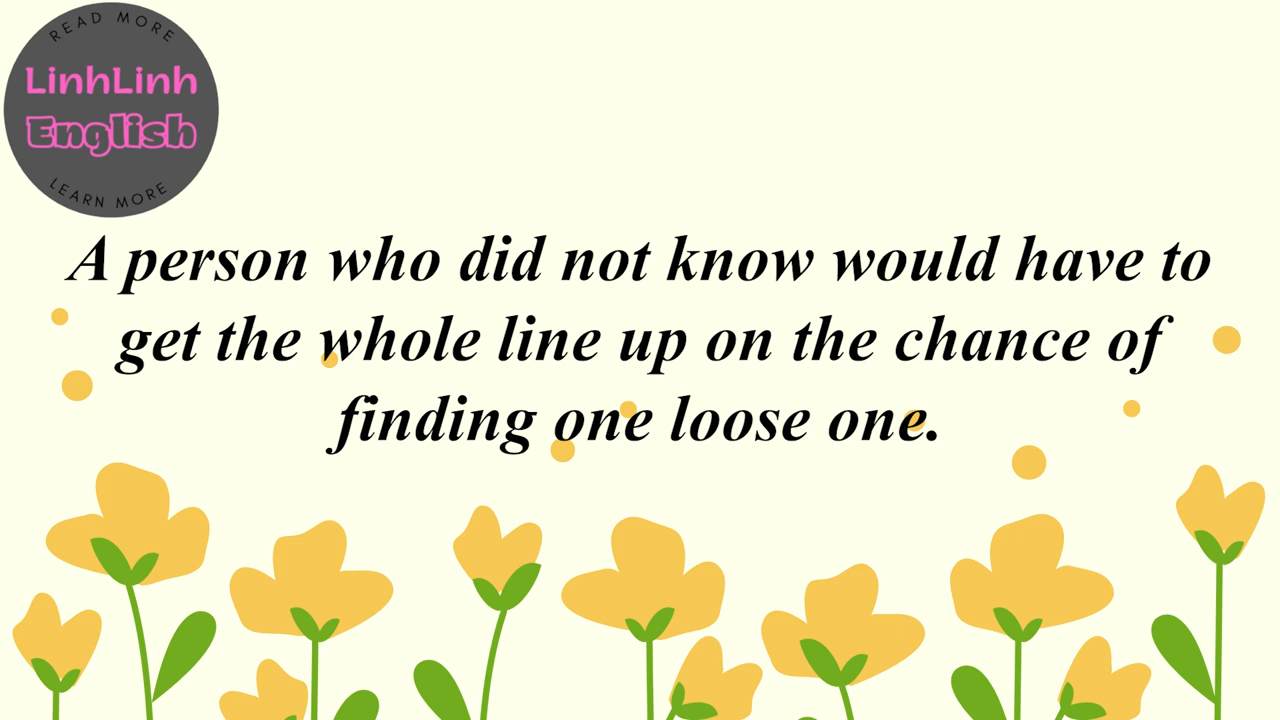 READ MORE
LinhLinh
English
LEARN MORE
A person who did not know would have to
get the whole line up on the chance of
finding one loose one.